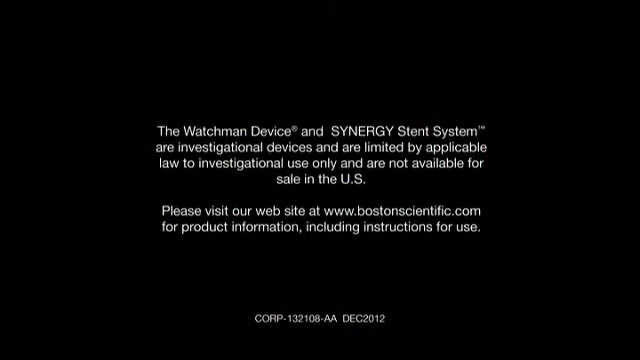 The Watchman Device® and SYNERGY Stent System™
are investigational devices and are limited by applicable
law to investigational use only and are not available for
sale in the U.S.
Please visit our web site at www.bostonscientific.com
for product information, including instructions for use.
CORP-132108-AA DEC2012